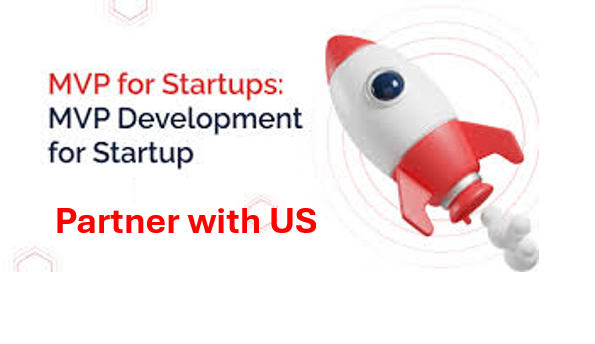 MVP for Startups:
MVP Development
for Startup
Partner with US